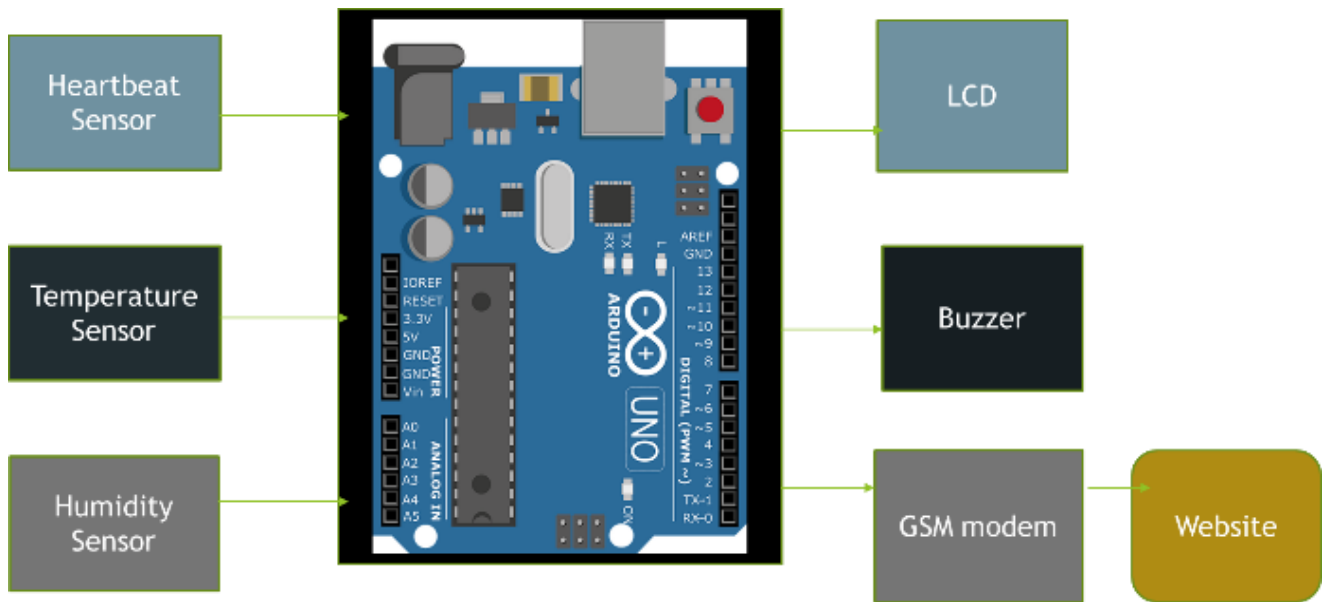 Heartbeat
Sensor
Temperature
Sensor
Humidity
Sensor
IOREF
RESET
3.3V
5V
GND
GND
Vin
POWER
A0
A1
A2
A3
A4
A5
ANALOG IN
RX
TX
L
ARDUINO
UNO
ON
AREF
GND
13
12
~11
~10
~9
8
7
~6
~5
4
~3
2
TX-1
RX-0
DIGITAL (PWM ~)
LCD
Buzzer
GSM modem
Website